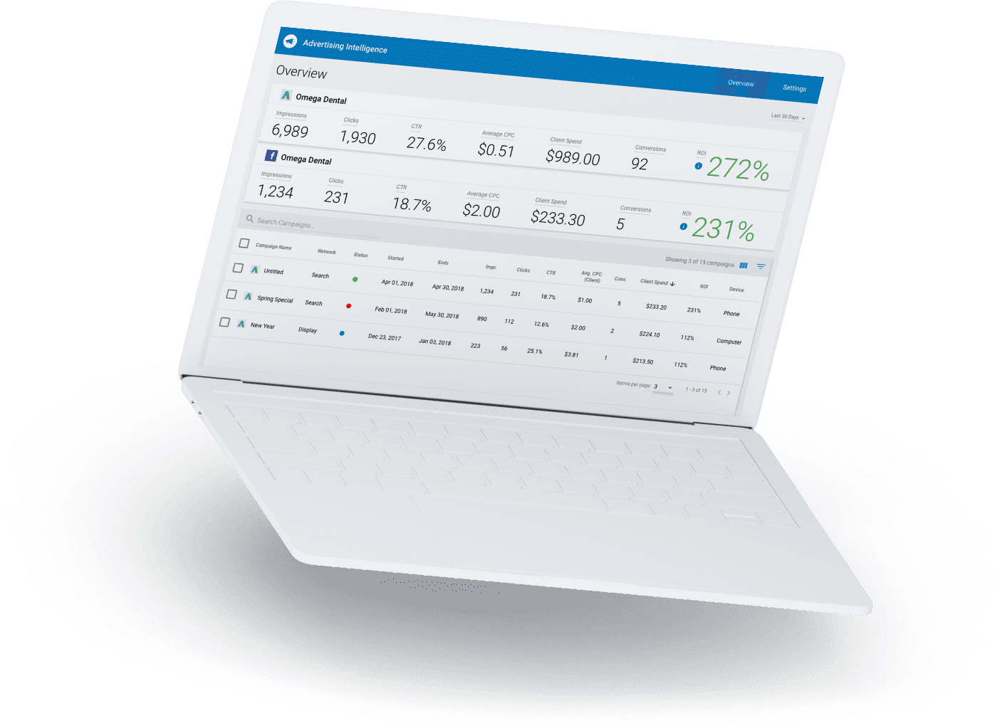 Advertising Intelligence
Overview Settings
Overview
Last 30 Days
Omega Dental
Impressions Clicks CTR Average CPC Client Spend Conversions ROI
6,989 1,930 27.6% $0.51 $989.00 92 272%
Omega Dental
Impressions Clicks CTR Average CPC Client Spend Conversions ROI
1,234 231 18.7% $2.00 $233.30 5 231%
Search Campaigns...
Showing 3 of 15 campaigns
Campaign Name Network Status Started Ends Impr. Clicks CTR Avg. CPC (Client) Conv. Client Spend ROI Device
Untitled Search Apr 01, 2018 Apr 30, 2018 1,234 231 18.7% $1.00 5 $233.20 231% Phone
Spring Special Search Feb 01, 2018 May 30, 2018 890 112 12.6% $2.00 2 $224.10 112% Computer
New Year Display Dec 23, 2017 Jan 03, 2018 223 56 25.1% $3.81 1 $213.50 112% Phone
Iterms per page: 3 1 - 3 of 15